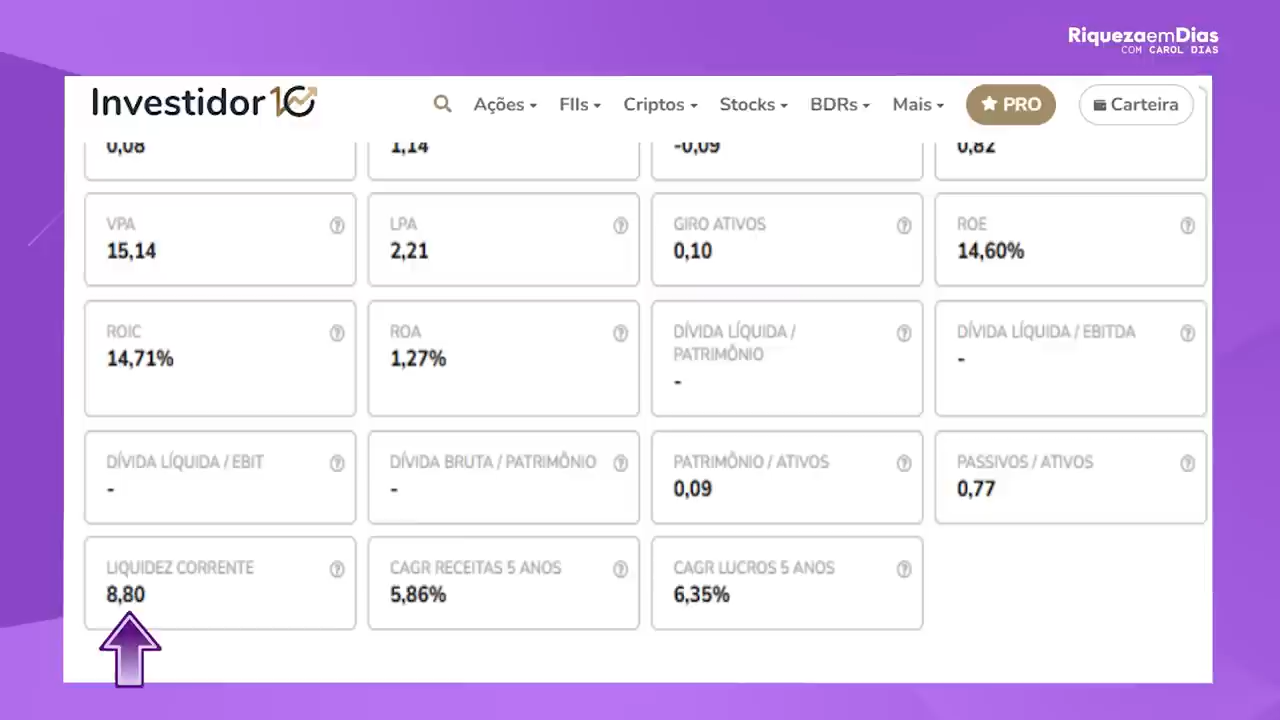 RiquezaemDias
COM CAROL DIAS
Investidor 10
Ações FIIs Criptos Stocks BDRs Mais PRO Carteira
0,08 1,14 -0,09 0,82
VPA LPA GIRO ATIVOS ROE
15,14 2,21 0,10 14,60%
ROIC ROA DÍVIDA LÍQUIDA / PATRIMÔNIO DÍVIDA LÍQUIDA / EBITDA
14,71% 1,27% - -
DÍVIDA LÍQUIDA / EBIT DÍVIDA BRUTA / PATRIMÔNIO PATRIMÔNIO / ATIVOS PASSIVOS / ATIVOS
- - 0,09 0,77
LIQUIDEZ CORRENTE CAGR RECEITAS 5 ANOS CAGR LUCROS 5 ANOS
8,80 5,86% 6,35%